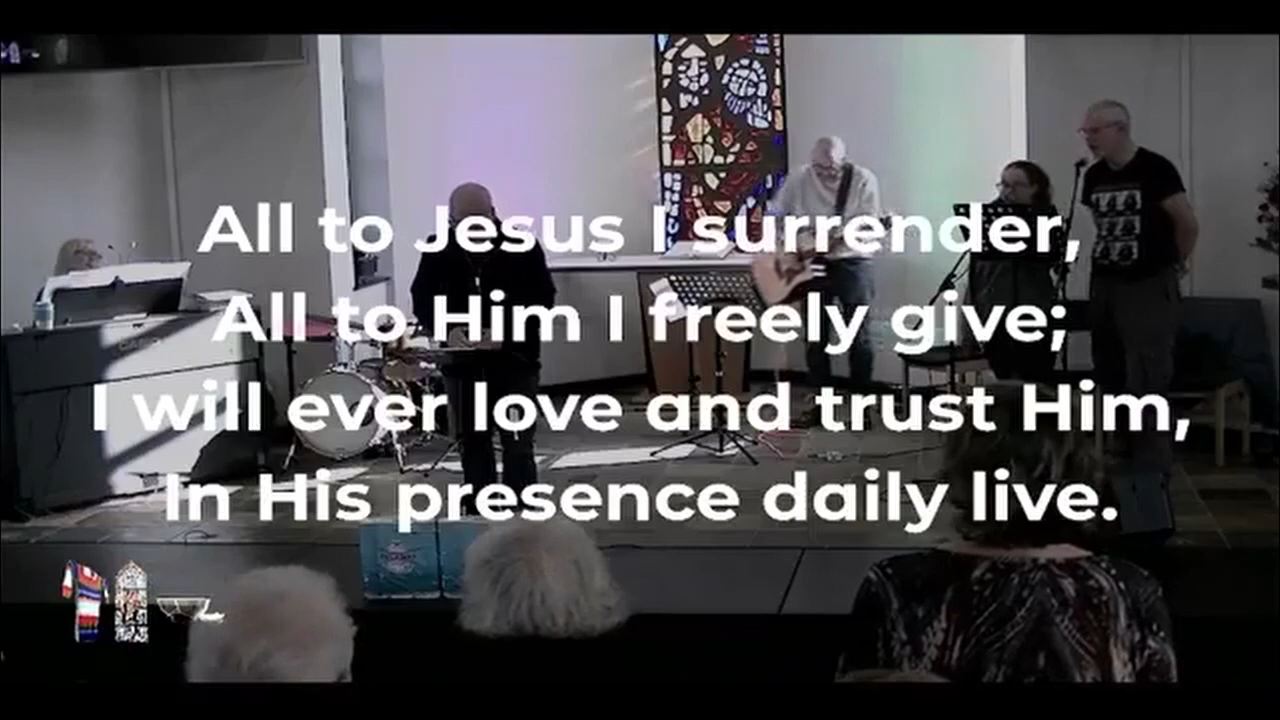 All to Jesus I surrender,
All to Him I freely give;
I will ever love and trust Him,
In His presence daily live.